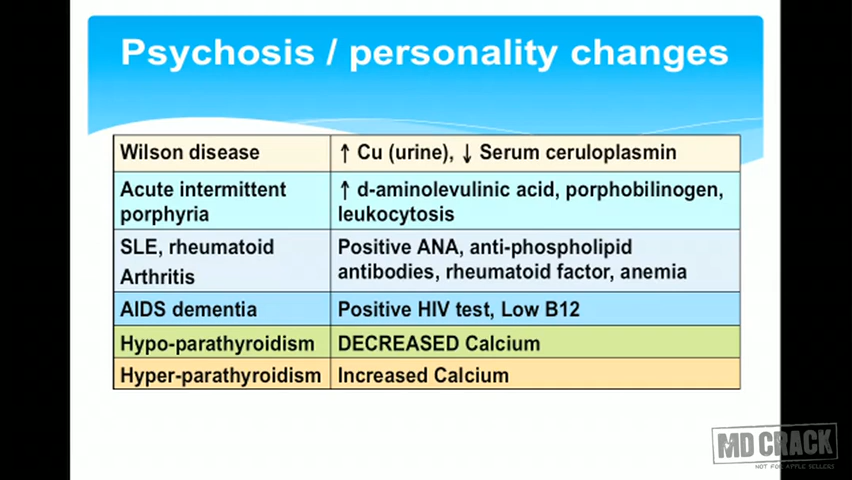 Psychosis / personality changes
Wilson disease ↑ Cu (urine), ↓ Serum ceruloplasmin
Acute intermittent porphyria ↑ d-aminolevulinic acid, porphobilinogen,
leukocytosis
SLE, rheumatoid Arthritis Positive ANA, anti-phospholipid
antibodies, rheumatoid factor, anemia
AIDS dementia Positive HIV test, Low B12
Hypo-parathyroidism DECREASED Calcium
Hyper-parathyroidism Increased Calcium
MD CRACK
NOT FOR APPLE SELLERS